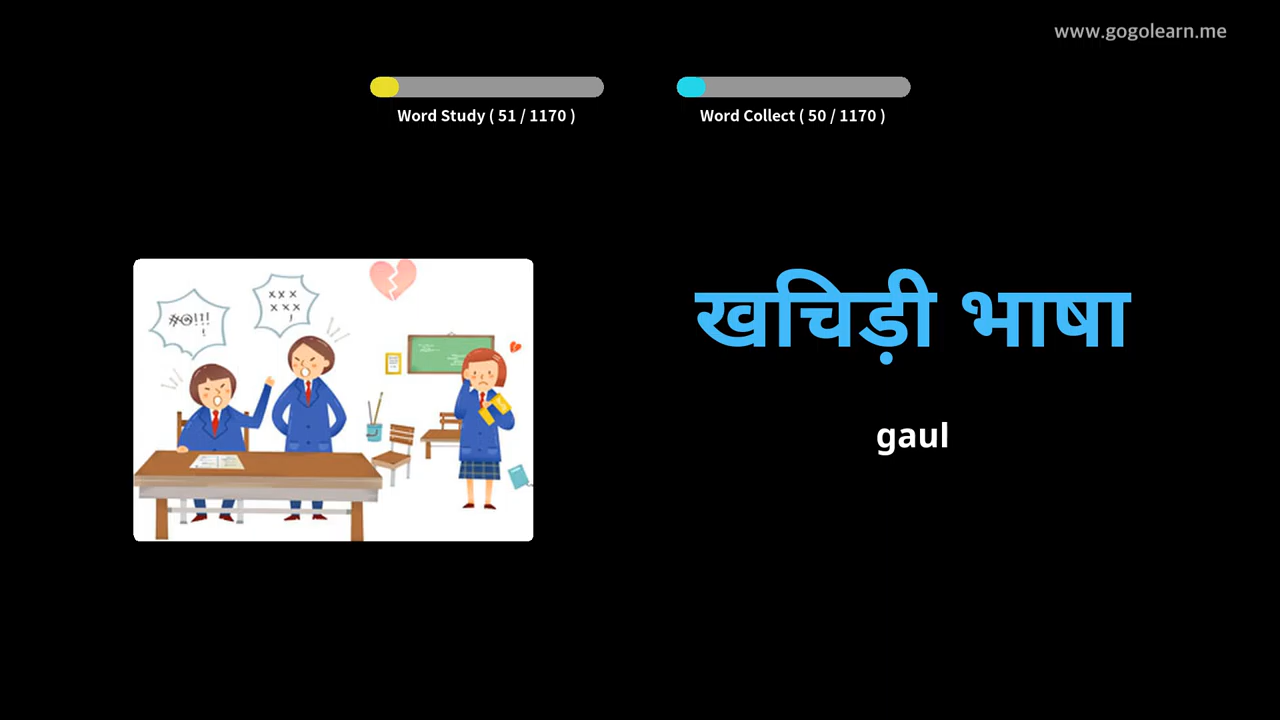 www.gogolearn.me
Word Study ( 51 / 1170 )
Word Collect ( 50 / 1170 )
#@!!!
!
x x x
x x x
!
खचिड़ी भाषा
gaul